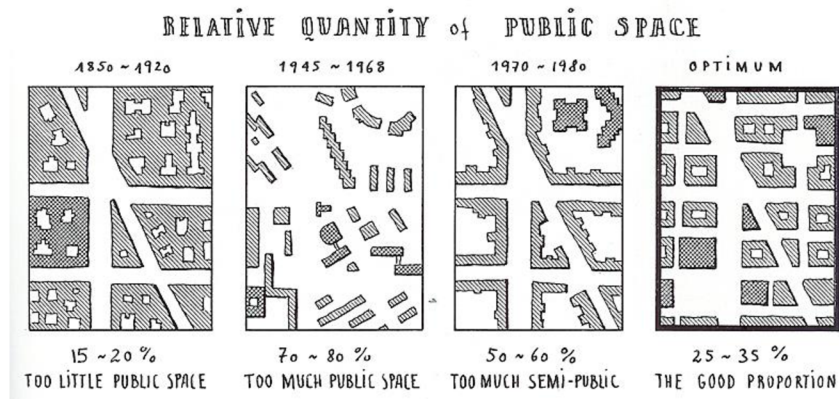 RELATIVE QUANTITY of PUBLIC SPACE
1850 ~ 1920
1945 ~ 1968
1970 ~ 1980
OPTIMUM
15 ~ 20 %
70 ~ 80 %
50 ~ 60 %
25 ~ 35 %
TOO LITTLE PUBLIC SPACE
TOO MUCH PUBLIC SPACE
TOO MUCH SEMI-PUBLIC
THE GOOD PROPORTION